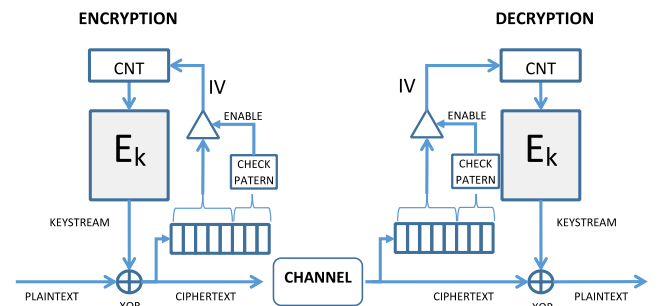 ENCRYPTION
DECRYPTION
CNT
IV
ENABLE
Ek
CHECK
PATERN
KEYSTREAM
PLAINTEXT
XOR
CIPHERTEXT
CHANNEL
IV
CNT
ENABLE
Ek
CHECK
PATERN
KEYSTREAM
CIPHERTEXT
XOR
PLAINTEXT